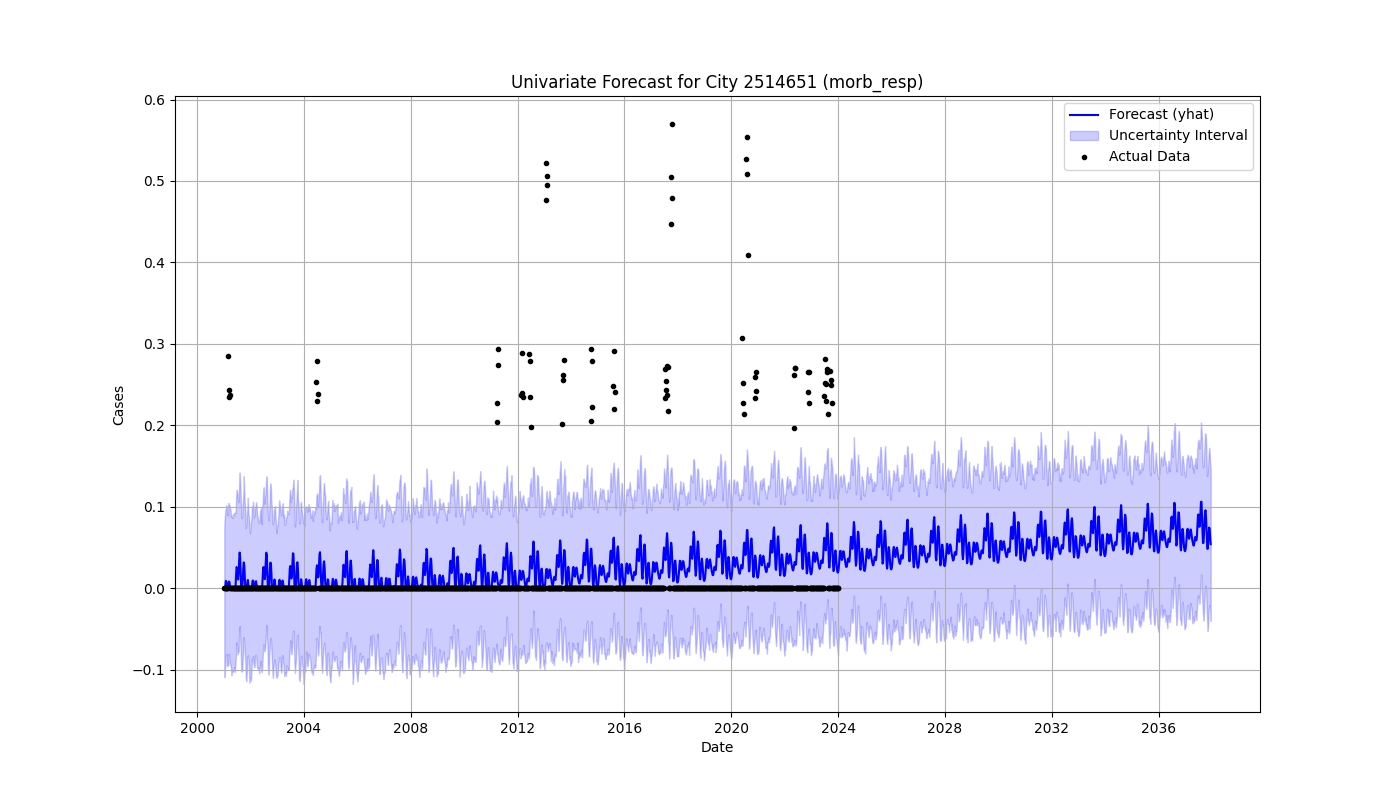 Univariate Forecast for City 2514651 (morb_resp)
Forecast (yhat)
Uncertainty Interval
Actual Data
Cases
0.6
0.5
0.4
0.3
0.2
0.1
0.0
−0.1
2000 2004 2008 2012 2016 2020 2024 2028 2032 2036
Date